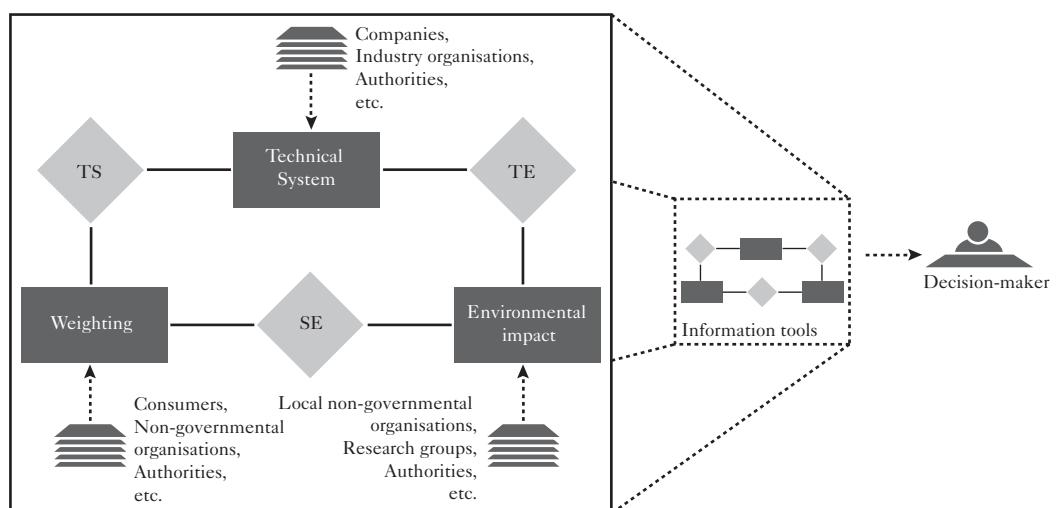 Companies,
Industry organisations,
Authorities,
etc.
TS
Technical
System
TE
Weighting
SE
Environmental
impact
Consumers,
Non-governmental
organisations,
Authorities,
etc.
Local non-governmental
organisations,
Research groups,
Authorities,
etc.
Information tools
Decision-maker